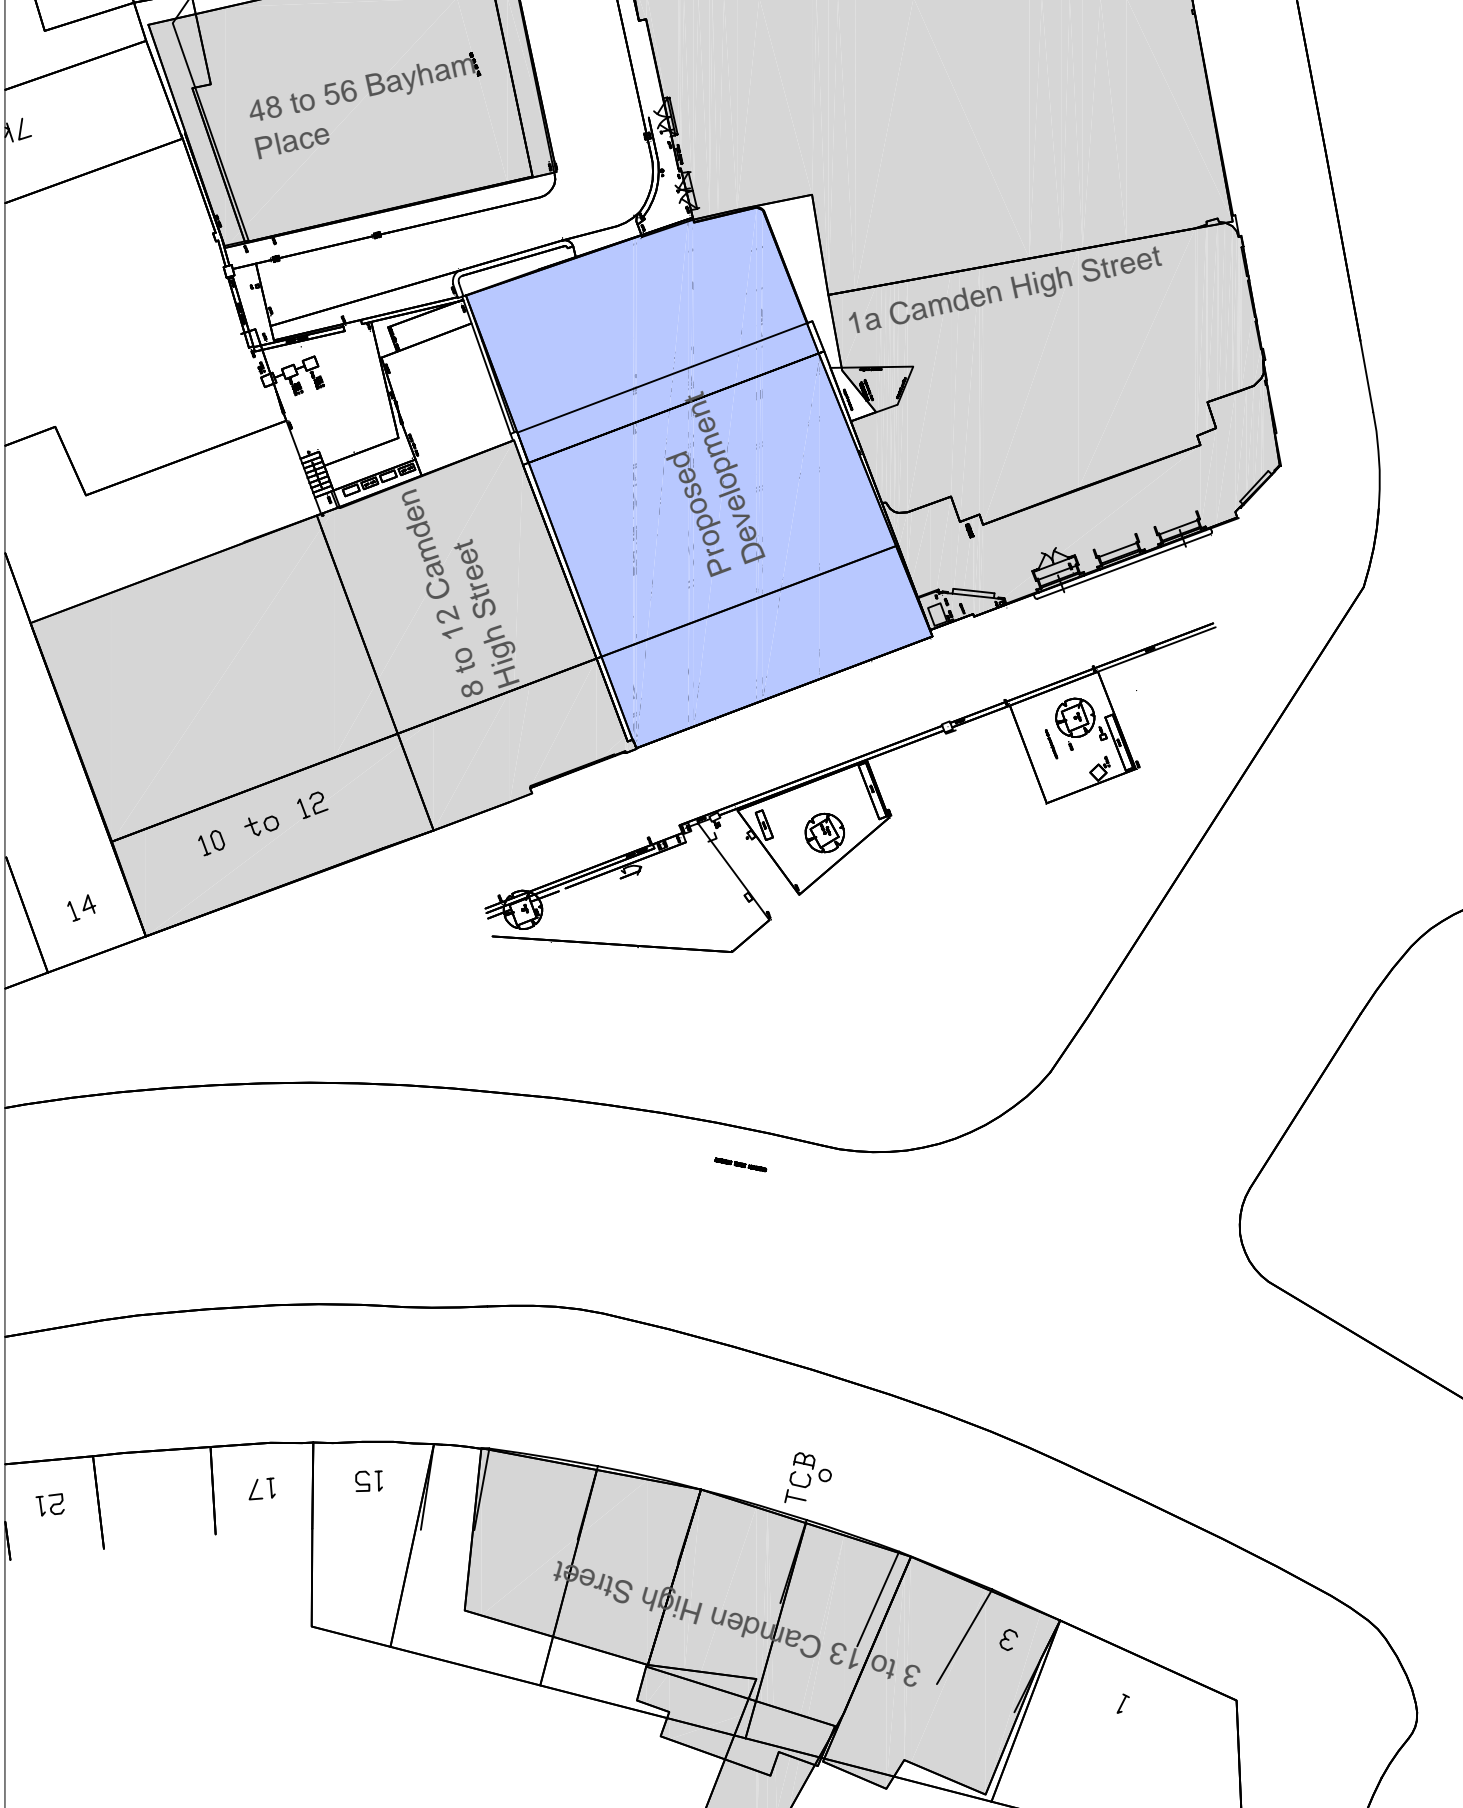 48 to 56 Bayham
Place
1a Camden High Street
Proposed
Development
8 to 12 Camden
High Street
10 to 12
14
TCB
21
17
15
3 to 13 Camden High Street
3
1